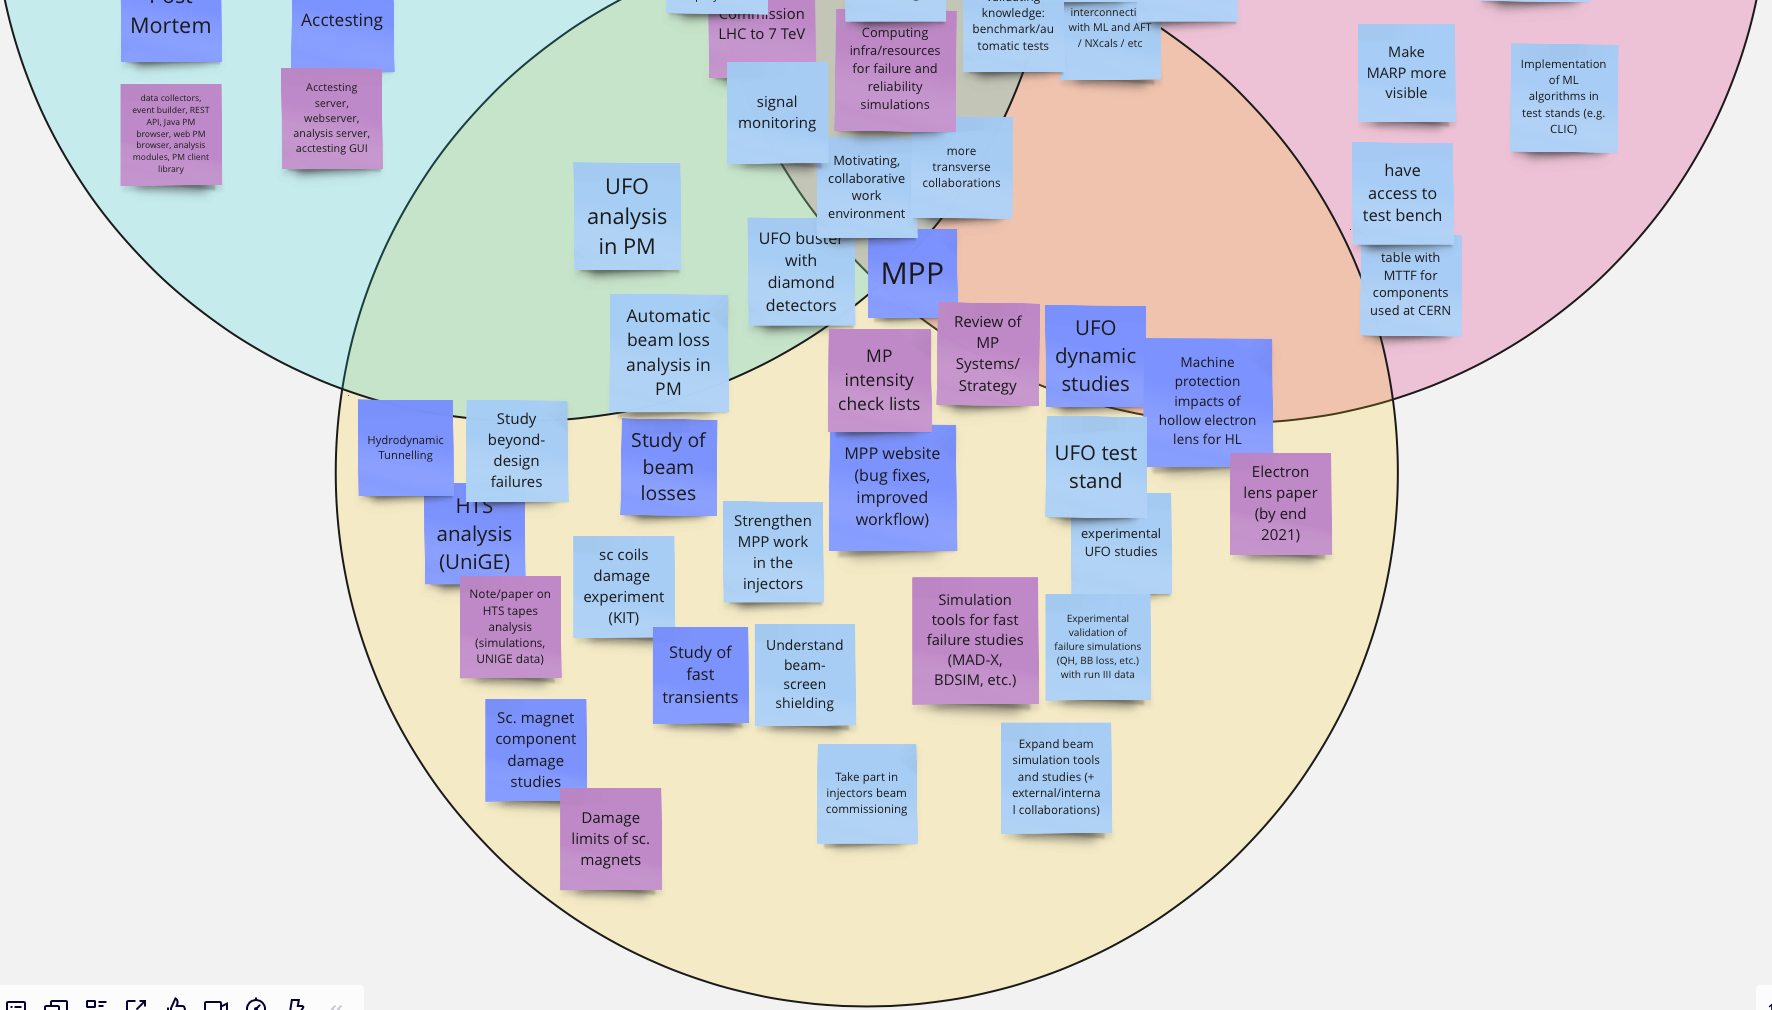 Post
Mortem
Acctesting
data collectors,
event builder, REST
API, Java PM
browser, web PM
browser, analysis
modules, PM client
library
Acctesting
server,
webserver,
analysis server,
acctesting GUI
Commission
LHC to 7 TeV
Computing
infra/resources
for failure and
reliability
simulations
knowledge:
benchmark/au
tomatic tests
interconnecti
with ML and AFT
/ NXcals / etc
signal
monitoring
Motivating,
collaborative
work
environment
more
transverse
collaborations
UFO
analysis
in PM
UFO buster
with
diamond
detectors
MPP
Automatic
beam loss
analysis in
PM
MP
intensity
check lists
Review of
MP
Systems/
Strategy
UFO
dynamic
studies
Machine
protection
impacts of
hollow electron
lens for HL
Make
MARP more
visible
Implementation
of ML
algorithms in
test stands (e.g.
CLIC)
have
access to
test bench
table with
MTTF for
components
used at CERN
Hydrodynamic
Tunnelling
Study
beyond-
design
failures
HTS
analysis
(UniGE)
Note/paper on
HTS tapes
analysis
(simulations,
UNIGE data)
Study of
beam
losses
sc coils
damage
experiment
(KIT)
Strengthen
MPP work
in the
injectors
MPP website
(bug fixes,
improved
workflow)
UFO test
stand
experimental
UFO studies
Electron
lens paper
(by end
2021)
Study of
fast
transients
Understand
beam-
screen
shielding
Simulation
tools for fast
failure studies
(MAD-X,
BDSIM, etc.)
Experimental
validation of
failure simulations
(QH, BB loss, etc.)
with run III data
Sc. magnet
component
damage
studies
Damage
limits of sc.
magnets
Take part in
injectors beam
commissioning
Expand beam
simulation tools
and studies (+
external/interna
l collaborations)